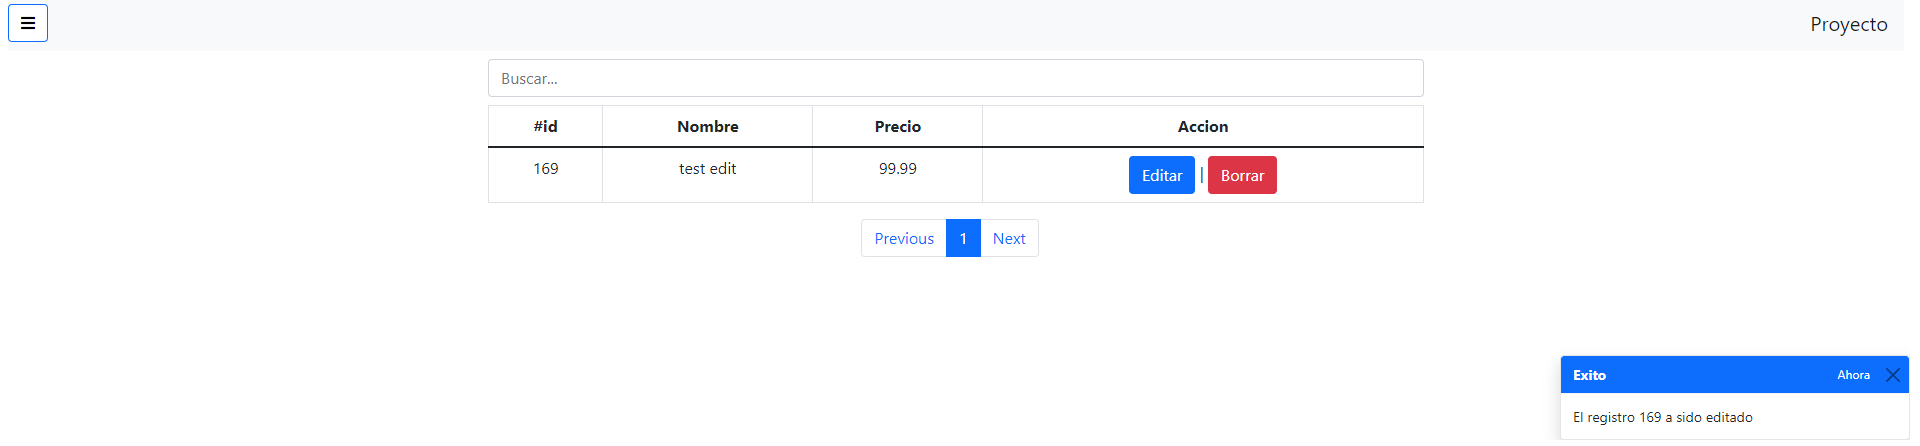 Proyecto
Buscar...
#id Nombre Precio Accion
169 test edit 99.99 Editar | Borrar
Previous 1 Next
Exito Ahora
El registro 169 a sido editado